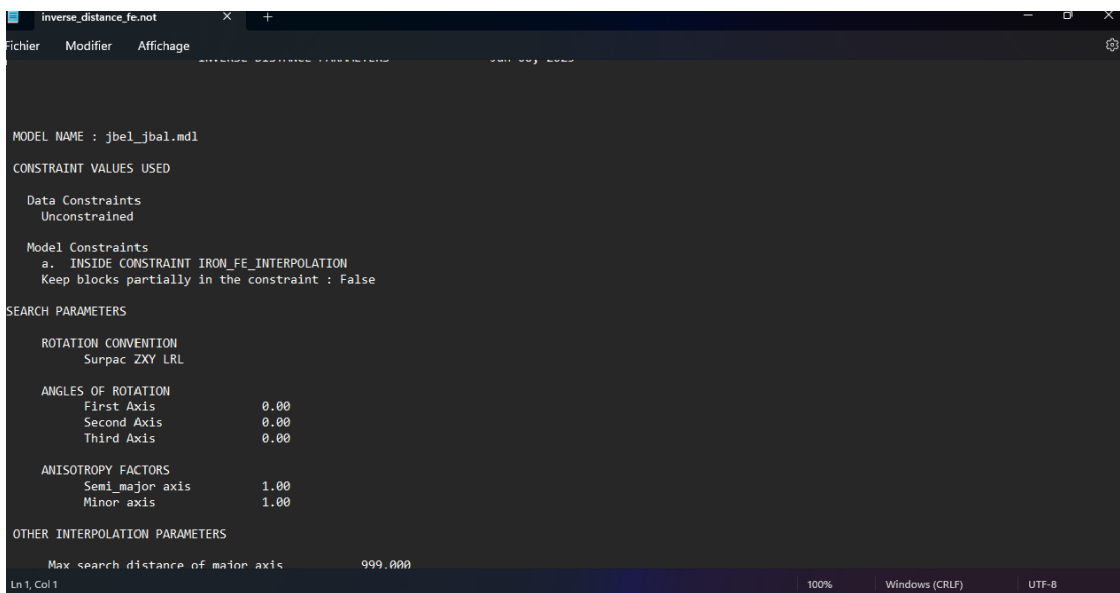 inverse_distance_fe.not
Fichier Modifier Affichage
INVERSE DISTANCE PARAMETERS
MODEL NAME : jbel_jbal.mdl
CONSTRAINT VALUES USED
Data Constraints
Unconstrained
Model Constraints
a. INSIDE CONSTRAINT IRON_FE_INTERPOLATION
Keep blocks partially in the constraint : False
SEARCH PARAMETERS
ROTATION CONVENTION
Surpac ZXY LRL
ANGLES OF ROTATION
First Axis 0.00
Second Axis 0.00
Third Axis 0.00
ANISOTROPY FACTORS
Semi_major axis 1.00
Minor axis 1.00
OTHER INTERPOLATION PARAMETERS
Max search distance of major axis 999.000
Ln 1, Col 1 100% Windows (CRLF) UTF-8